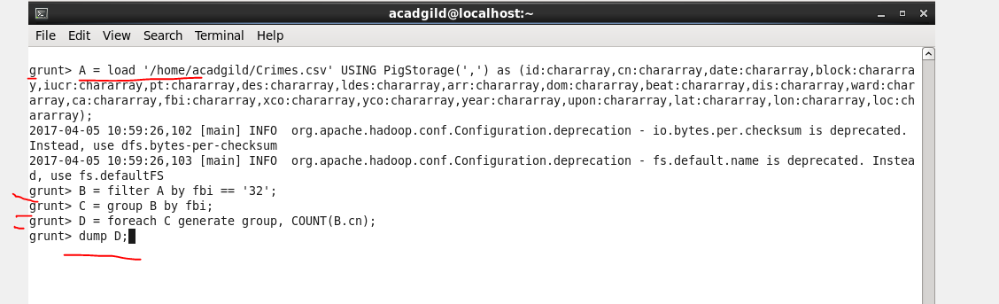 acadgild@localhost:~
File Edit View Search Terminal Help
grunt> A = load '/home/acadgild/Crimes.csv' USING PigStorage(',') as (id:chararray,cn:chararray,date:chararray,block:chararra
y,iucr:chararray,pt:chararray,des:chararray,ldes:chararray,arr:chararray,dom:chararray,beat:chararray,dis:chararray,ward:char
array,ca:chararray,fbi:chararray,xco:chararray,yco:chararray,year:chararray,upon:chararray,lat:chararray,lon:chararray,loc:ch
ararray);
2017-04-05 10:59:26,102 [main] INFO  org.apache.hadoop.conf.Configuration.deprecation - io.bytes.per.checksum is deprecated.
Instead, use dfs.bytes-per-checksum
2017-04-05 10:59:26,103 [main] INFO  org.apache.hadoop.conf.Configuration.deprecation - fs.default.name is deprecated. Instea
d, use fs.defaultFS
grunt> B = filter A by fbi == '32';
grunt> C = group B by fbi;
grunt> D = foreach C generate group, COUNT(B.cn);
grunt> dump D;